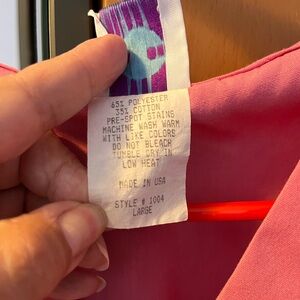 65% POLYESTER
35% COTTON
PRE-SPOT STAINS
MACHINE WASH WARM
WITH LIKE COLORS
DO NOT BLEACH
TUMBLE DRY IN
LOW HEAT
MADE IN USA
STYLE # 1004
LARGE